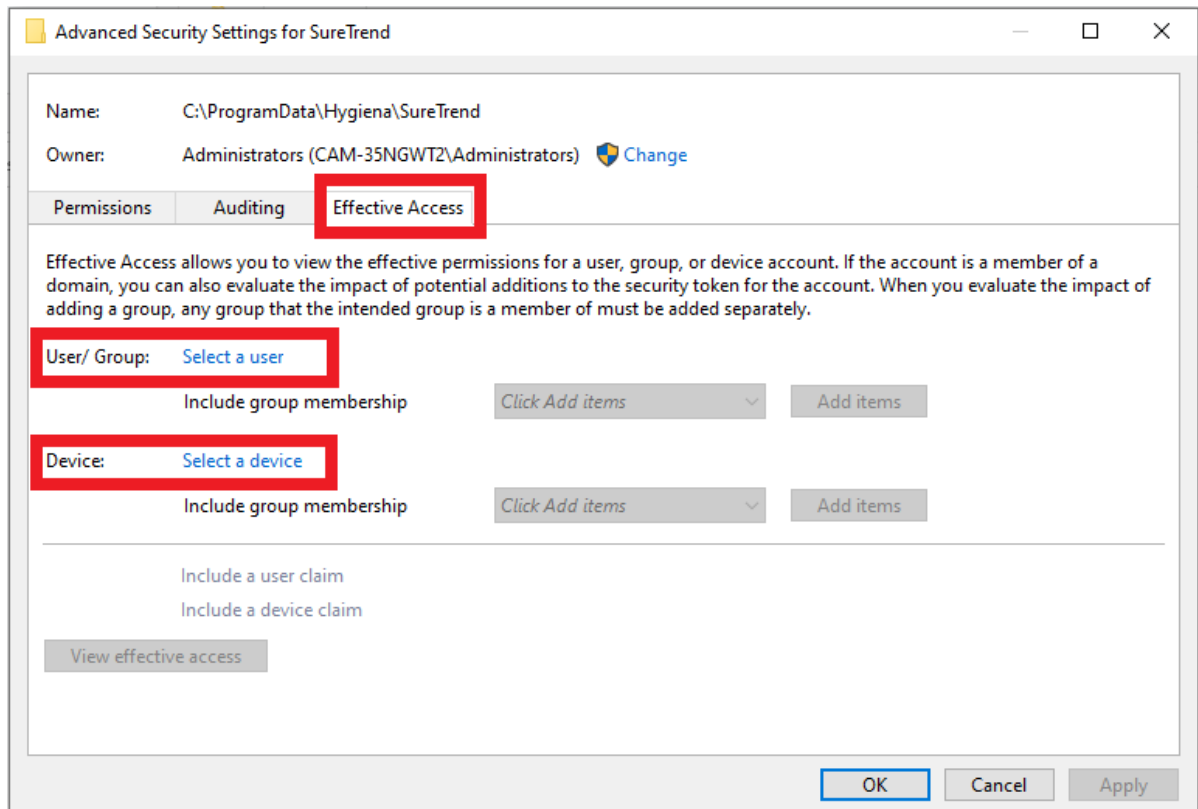 Advanced Security Settings for SureTrend
Name: C:\ProgramData\Hygiena\SureTrend
Owner: Administrators (CAM-35NGWT2\Administrators) Change
Permissions Auditing Effective Access
Effective Access allows you to view the effective permissions for a user, group, or device account. If the account is a member of a
domain, you can also evaluate the impact of potential additions to the security token for the account. When you evaluate the impact of
adding a group, any group that the intended group is a member of must be added separately.
User/ Group: Select a user
Include group membership Click Add items Add items
Device: Select a device
Include group membership Click Add items Add items
Include a user claim
Include a device claim
View effective access
OK Cancel Apply